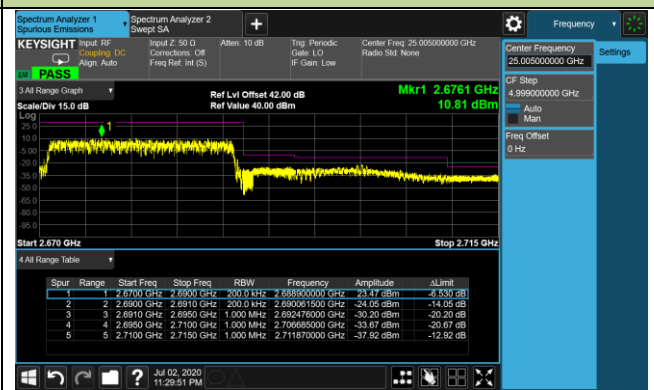 Spectrum Analyzer 1
Spurious Emissions
Spectrum Analyzer 2
Swept SA
Frequency
KEYSIGHT
Input: RF
Coupling: DC
Align: Auto
Input Z: 50 Ω
Corrections: Off
Freq Ref: Int (S)
Atten: 10 dB
Trig: Periodic
Gate: LO
IF Gain: Low
Center Freq: 25.005000000 GHz
Radio Std: None
PASS
Center Frequency
25.005000000 GHz
Settings
CF Step
4.999000000 GHz
Auto
Man
Freq Offset
0 Hz
3 All Range Graph
Scale/Div 15.0 dB
Ref Lvl Offset 42.00 dB
Ref Value 40.00 dBm
Mkr1 2.6761 GHz
10.81 dBm
Log
25.0
10.0
-5.00
-20.0
-35.0
-50.0
-65.0
-80.0
-95.0
1
Start 2.670 GHz
Stop 2.715 GHz
4 All Range Table
Spur Range Start Freq Stop Freq RBW Frequency Amplitude ΔLimit
1 1 2.6700 GHz 2.6900 GHz 200.0 kHz 2.688900000 GHz 23.47 dBm -6.530 dB
2 2 2.6900 GHz 2.6910 GHz 200.0 kHz 2.690061500 GHz -24.05 dBm -14.05 dB
3 3 2.6910 GHz 2.6950 GHz 1.000 MHz 2.692476000 GHz -30.20 dBm -20.20 dB
4 4 2.6950 GHz 2.7100 GHz 1.000 MHz 2.706685000 GHz -33.67 dBm -20.67 dB
5 5 2.7100 GHz 2.7150 GHz 1.000 MHz 2.711870000 GHz -37.92 dBm -12.92 dB
?
Jul 02, 2020
11:29:51 PM